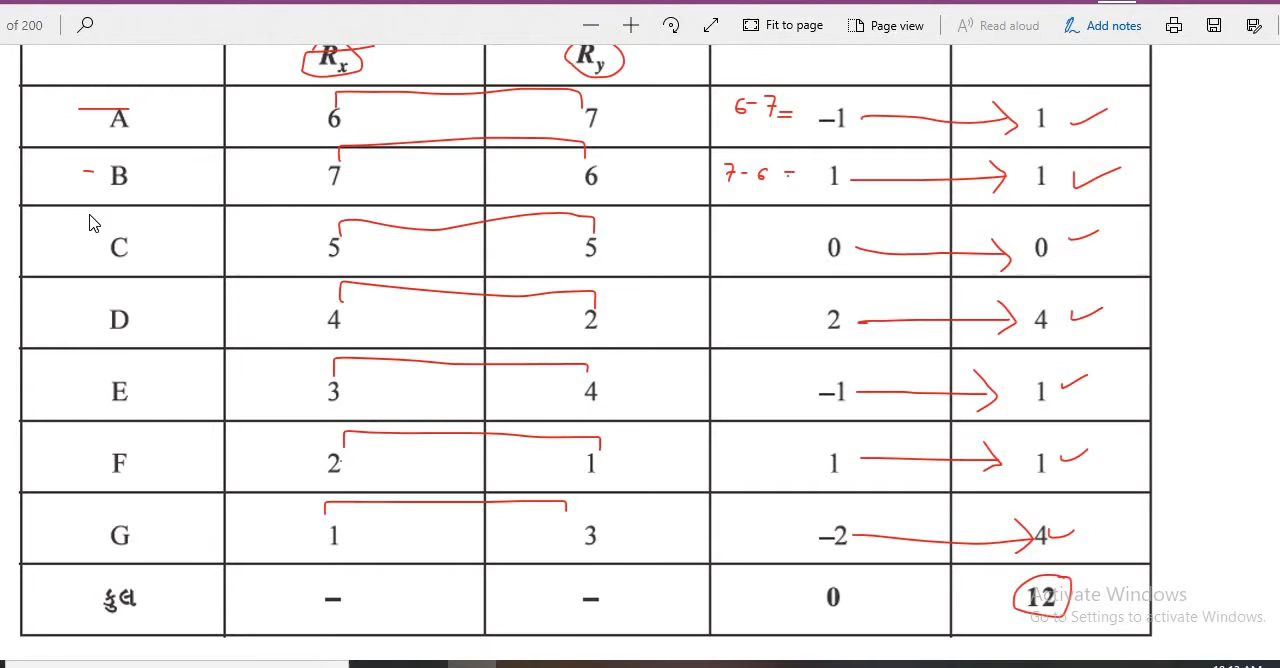 of 200 Fit to page Page view Read aloud Add notes
Rx Ry
A 6 7 6-7= –1 1
B 7 6 7-6= 1 1
C 5 5 0 0
D 4 2 2 4
E 3 4 –1 1
F 2 1 1 1
G 1 3 –2 4
કુલ – – 0 12
Activate Windows
Go to Settings to activate Windows.